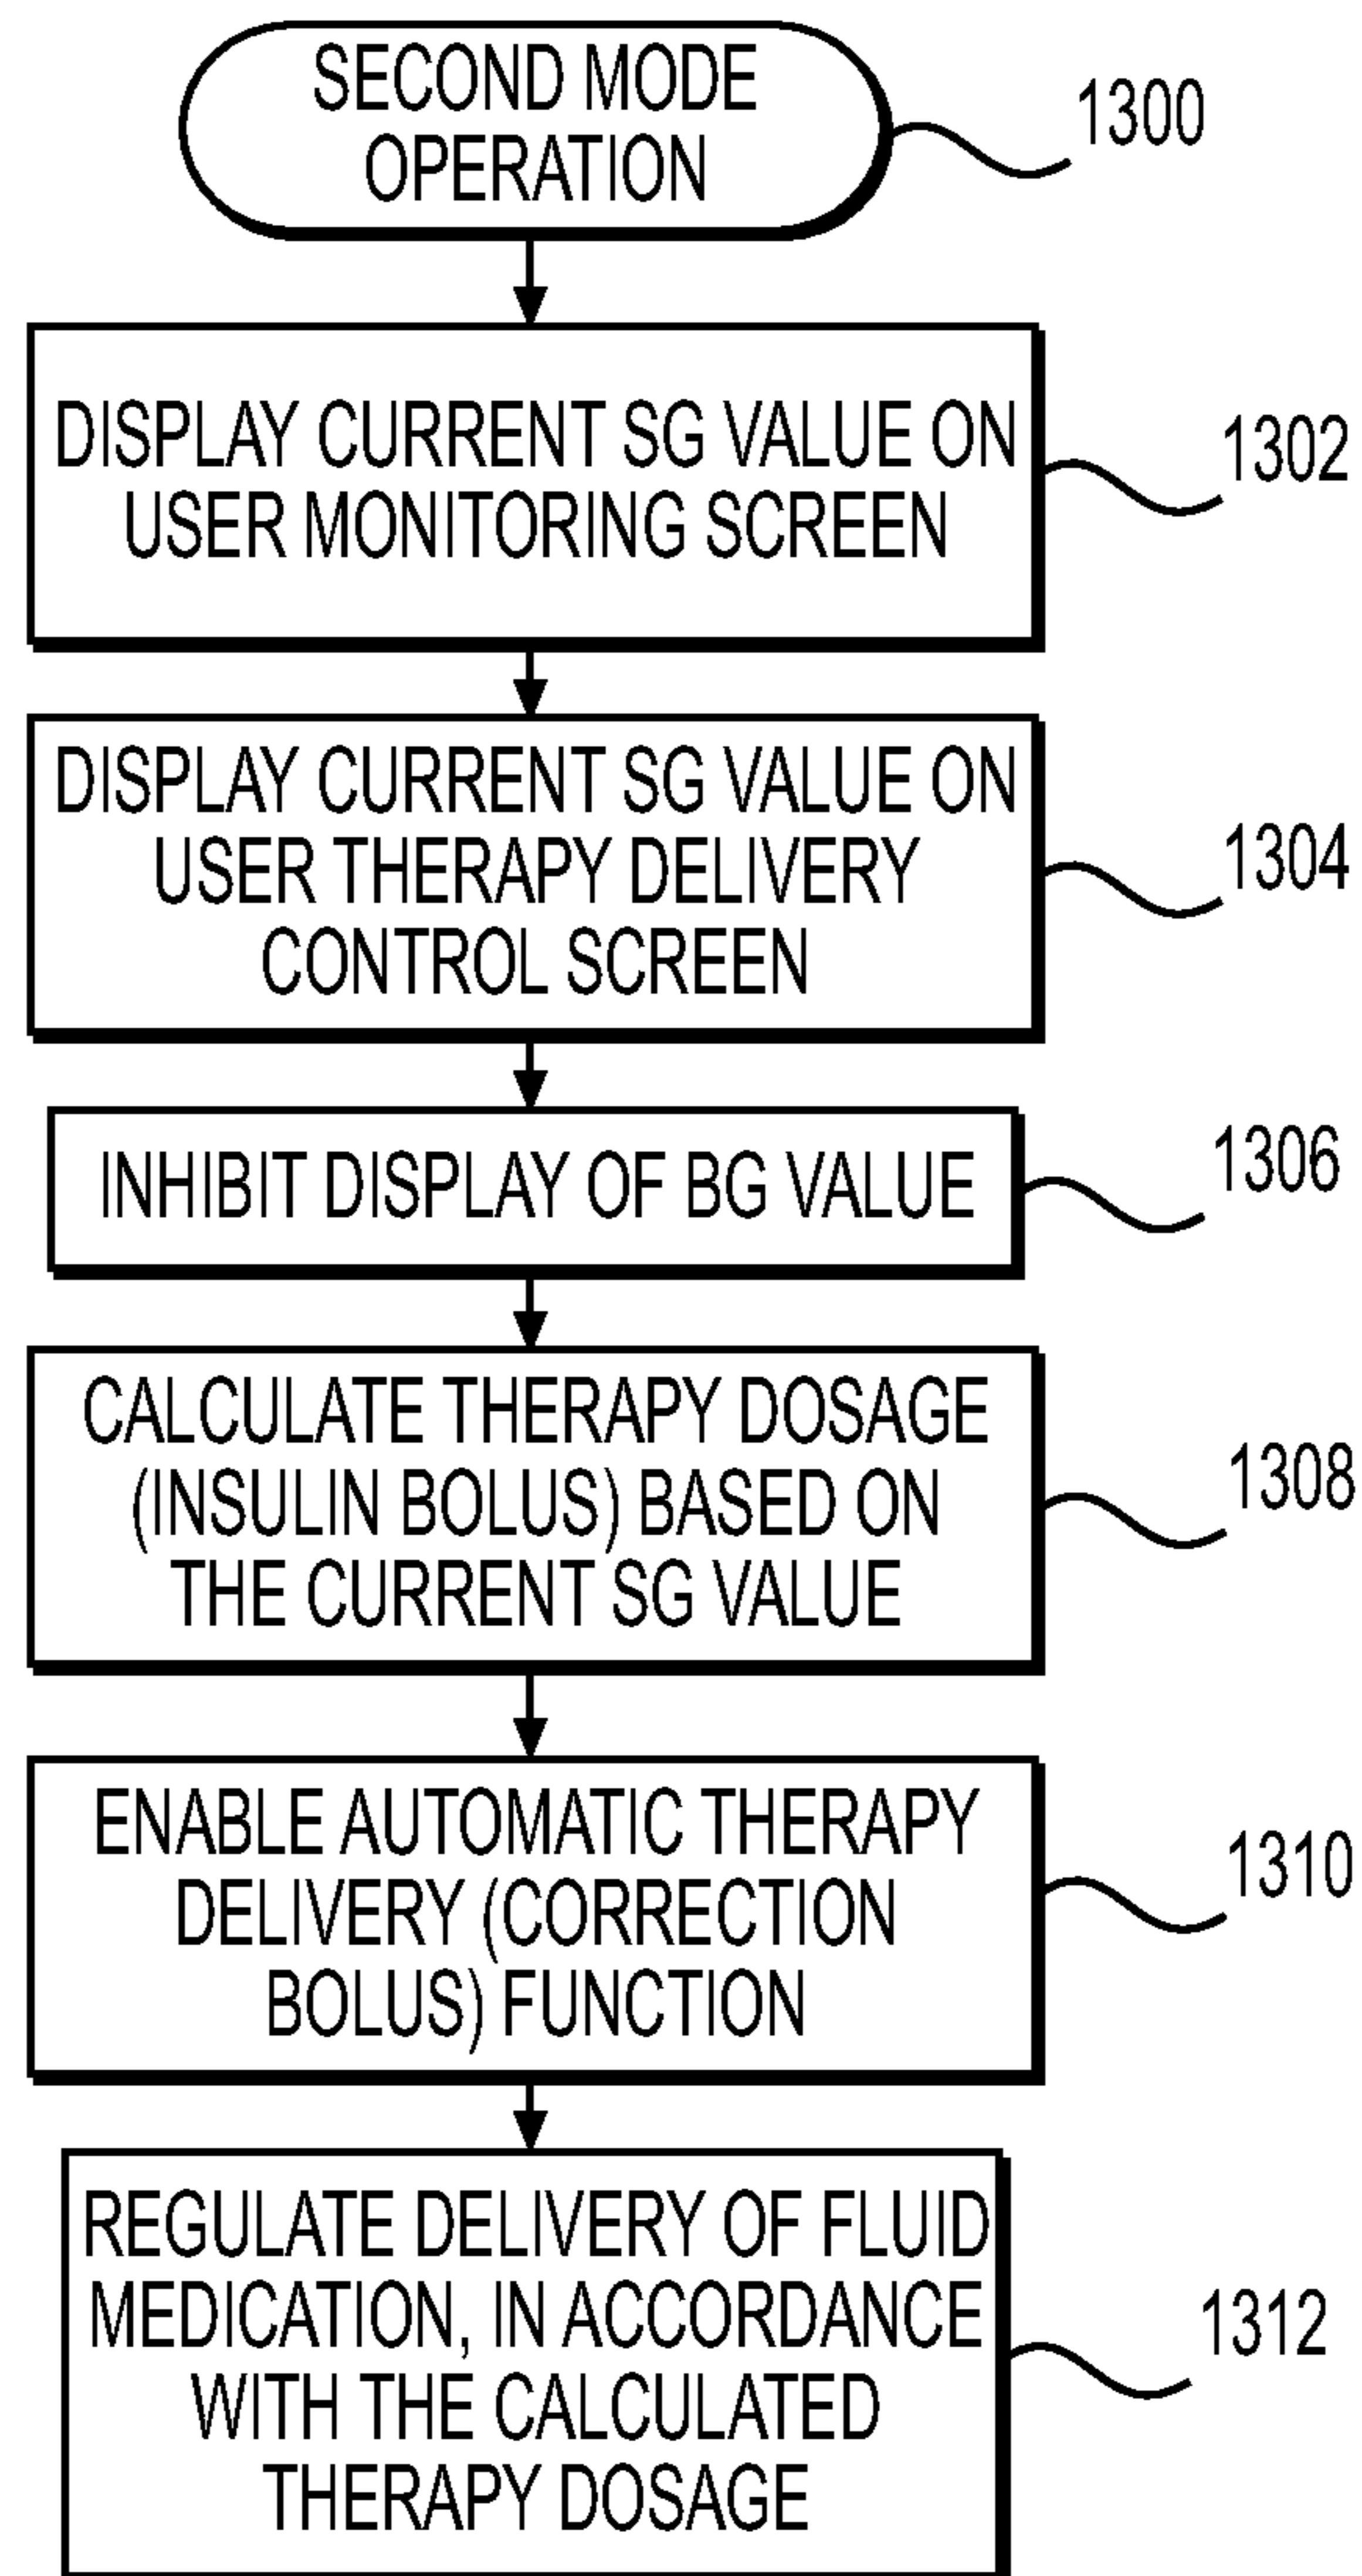 SECOND MODE
OPERATION
1300
DISPLAY CURRENT SG VALUE ON
USER MONITORING SCREEN
1302
DISPLAY CURRENT SG VALUE ON
USER THERAPY DELIVERY
CONTROL SCREEN
1304
INHIBIT DISPLAY OF BG VALUE
1306
CALCULATE THERAPY DOSAGE
(INSULIN BOLUS) BASED ON
THE CURRENT SG VALUE
1308
ENABLE AUTOMATIC THERAPY
DELIVERY (CORRECTION
BOLUS) FUNCTION
1310
REGULATE DELIVERY OF FLUID
MEDICATION, IN ACCORDANCE
WITH THE CALCULATED
THERAPY DOSAGE
1312